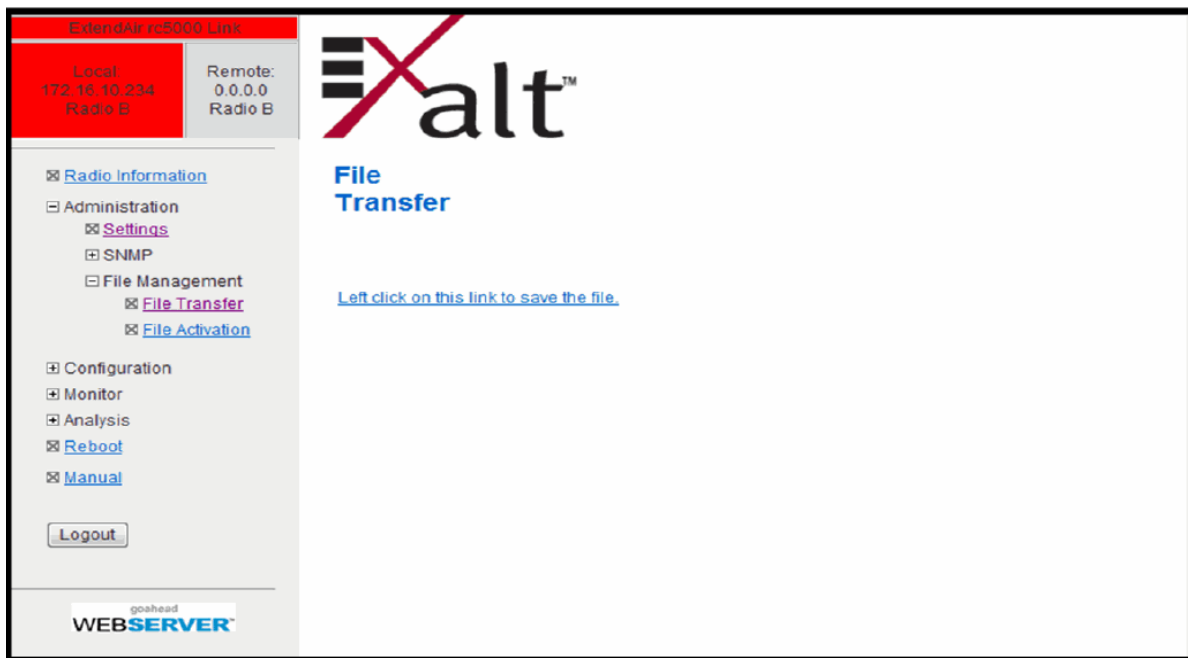 ExtendAir rc5000 Link
Local:
172.16.10.234
Radio B
Remote:
0.0.0.0
Radio B
Radio Information
Administration
Settings
SNMP
File Management
File Transfer
File Activation
Configuration
Monitor
Analysis
Reboot
Manual
Logout
goahead
WEBSERVER™
Exalt™
File
Transfer
Left click on this link to save the file.